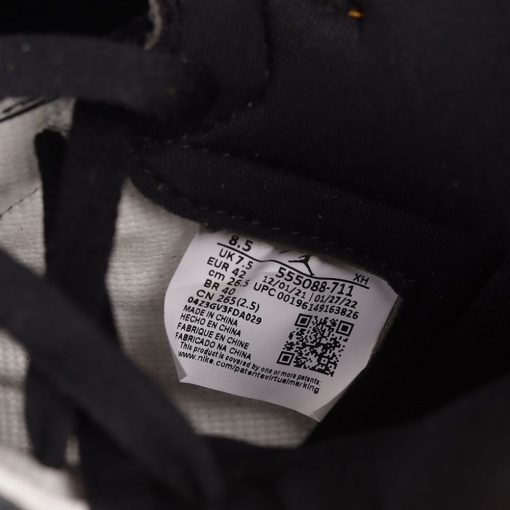 8.5
UK 7.5
EUR 42
cm 26.5
BR 40
CN 265(2.5)
555088-711 XH
12/01/21 | 01/27/22
UPC 00196149163826
04Z3GV3FDA029
MADE IN CHINA
HECHO EN CHINA
FABRIQUE EN CHINE
FABRICADO NA CHINA
This product is covered by one or more patents
www.nike.com/patentsvirtualmarking